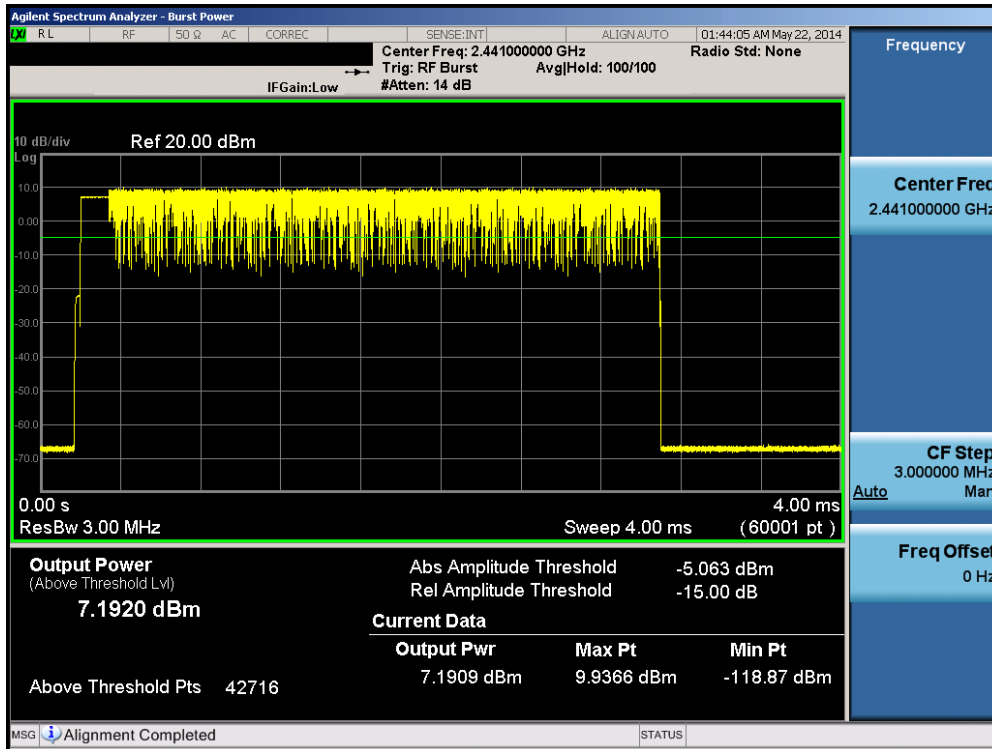 Agilent Spectrum Analyzer - Burst Power
LXI RL RF 50 Ω AC CORREC SENSE:INT ALIGN AUTO 01:44:05 AM May 22, 2014
Center Freq: 2.441000000 GHz Radio Std: None
Trig: RF Burst Avg|Hold: 100/100
IFGain:Low #Atten: 14 dB
10 dB/div Ref 20.00 dBm
Log
10.0
0.00
-10.0
-20.0
-30.0
-40.0
-50.0
-60.0
-70.0
0.00 s 4.00 ms
ResBw 3.00 MHz Sweep 4.00 ms (60001 pt)
Output Power
(Above Threshold Lvl)
7.1920 dBm
Above Threshold Pts 42716
Abs Amplitude Threshold -5.063 dBm
Rel Amplitude Threshold -15.00 dB
Current Data
Output Pwr Max Pt Min Pt
7.1909 dBm 9.9366 dBm -118.87 dBm
MSG Alignment Completed STATUS
Frequency
Center Freq
2.441000000 GHz
CF Step
3.000000 MHz
Auto Man
Freq Offset
0 Hz